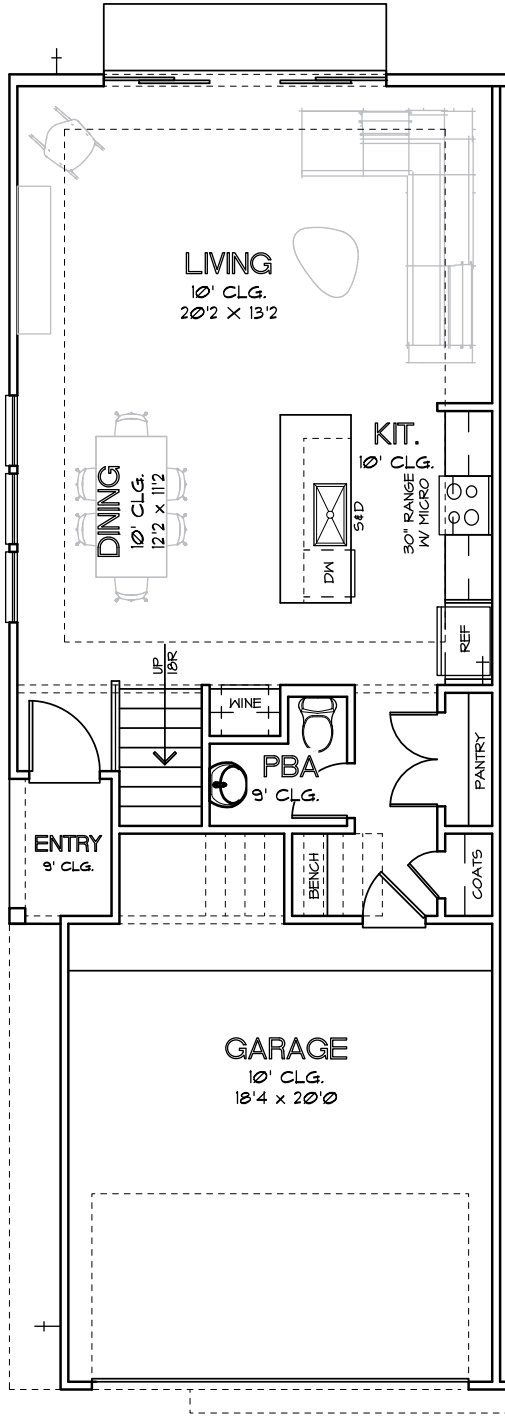 LIVING
10' CLG.
20'2 X 13'2
KIT.
10' CLG.
DINING
10' CLG.
12'2 x 11'2
30" RANGE
W/ MICRO
S&D
DW
REF
UP
18R
WINE
PBA
9' CLG.
PANTRY
ENTRY
9' CLG.
BENCH
COATS
GARAGE
10' CLG.
18'4 x 20'0